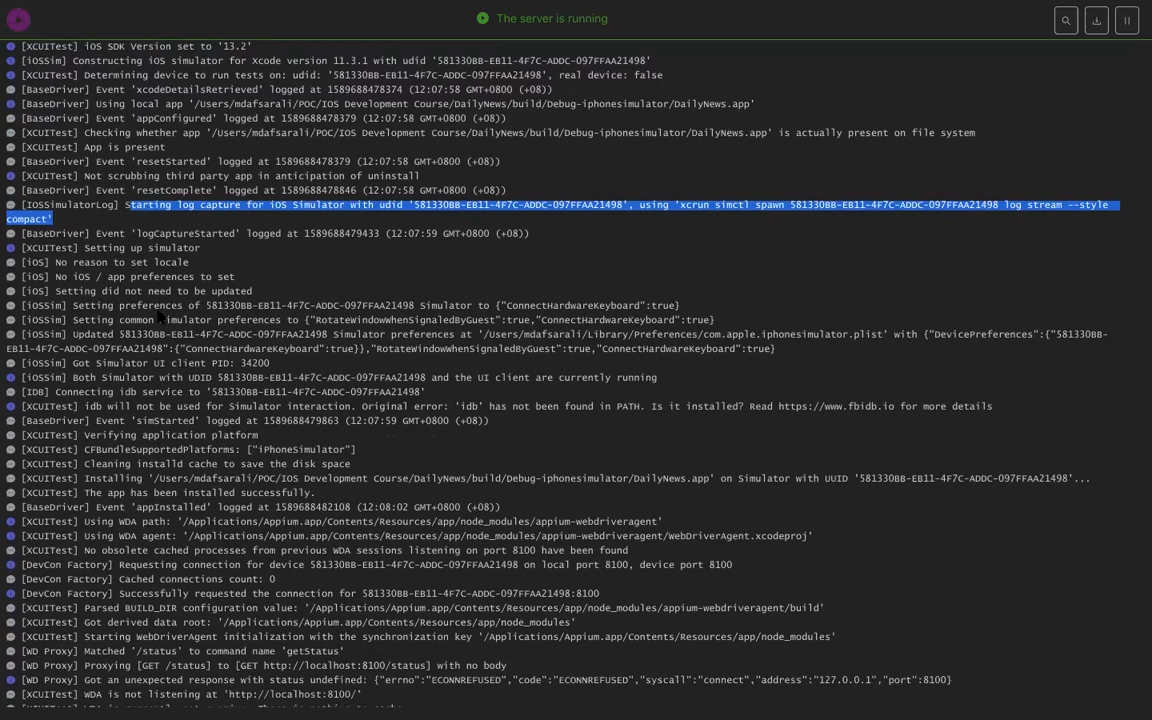 The server is running
[XCUITest] iOS SDK Version set to '13.2'
[iOSSim] Constructing iOS simulator for Xcode version 11.3.1 with udid '581330BB-EB11-4F7C-ADDC-097FFAA21498'
[XCUITest] Determining device to run tests on: udid: '581330BB-EB11-4F7C-ADDC-097FFAA21498', real device: false
[BaseDriver] Event 'xcodeDetailsRetrieved' logged at 1589688478374 (12:07:58 GMT+0800 (+08))
[BaseDriver] Using local app '/Users/mdafsarali/POC/IOS Development Course/DailyNews/build/Debug-iphonesimulator/DailyNews.app'
[BaseDriver] Event 'appConfigured' logged at 1589688478379 (12:07:58 GMT+0800 (+08))
[XCUITest] Checking whether app '/Users/mdafsarali/POC/IOS Development Course/DailyNews/build/Debug-iphonesimulator/DailyNews.app' is actually present on file system
[XCUITest] App is present
[BaseDriver] Event 'resetStarted' logged at 1589688478379 (12:07:58 GMT+0800 (+08))
[XCUITest] Not scrubbing third party app in anticipation of uninstall
[BaseDriver] Event 'resetComplete' logged at 1589688478846 (12:07:58 GMT+0800 (+08))
[IOSSimulatorLog] Starting log capture for iOS Simulator with udid '581330BB-EB11-4F7C-ADDC-097FFAA21498', using 'xcrun simctl spawn 581330BB-EB11-4F7C-ADDC-097FFAA21498 log stream --style
compact'
[BaseDriver] Event 'logCaptureStarted' logged at 1589688479433 (12:07:59 GMT+0800 (+08))
[XCUITest] Setting up simulator
[iOS] No reason to set locale
[iOS] No iOS / app preferences to set
[iOS] Setting did not need to be updated
[iOSSim] Setting preferences of 581330BB-EB11-4F7C-ADDC-097FFAA21498 Simulator to {"ConnectHardwareKeyboard":true}
[iOSSim] Setting common Simulator preferences to {"RotateWindowWhenSignaledByGuest":true,"ConnectHardwareKeyboard":true}
[iOSSim] Updated 581330BB-EB11-4F7C-ADDC-097FFAA21498 Simulator preferences at '/Users/mdafsarali/Library/Preferences/com.apple.iphonesimulator.plist' with {"DevicePreferences":{"581330BB-
EB11-4F7C-ADDC-097FFAA21498":{"ConnectHardwareKeyboard":true}},"RotateWindowWhenSignaledByGuest":true,"ConnectHardwareKeyboard":true}
[iOSSim] Got Simulator UI client PID: 34200
[iOSSim] Both Simulator with UDID 581330BB-EB11-4F7C-ADDC-097FFAA21498 and the UI client are currently running
[IDB] Connecting idb service to '581330BB-EB11-4F7C-ADDC-097FFAA21498'
[XCUITest] idb will not be used for Simulator interaction. Original error: 'idb' has not been found in PATH. Is it installed? Read https://www.fbidb.io for more details
[BaseDriver] Event 'simStarted' logged at 1589688479863 (12:07:59 GMT+0800 (+08))
[XCUITest] Verifying application platform
[XCUITest] CFBundleSupportedPlatforms: ["iPhoneSimulator"]
[XCUITest] Cleaning installd cache to save the disk space
[XCUITest] Installing '/Users/mdafsarali/POC/IOS Development Course/DailyNews/build/Debug-iphonesimulator/DailyNews.app' on Simulator with UUID '581330BB-EB11-4F7C-ADDC-097FFAA21498'...
[XCUITest] The app has been installed successfully.
[BaseDriver] Event 'appInstalled' logged at 1589688482108 (12:08:02 GMT+0800 (+08))
[XCUITest] Using WDA path: '/Applications/Appium.app/Contents/Resources/app/node_modules/appium-webdriveragent'
[XCUITest] Using WDA agent: '/Applications/Appium.app/Contents/Resources/app/node_modules/appium-webdriveragent/WebDriverAgent.xcodeproj'
[XCUITest] No obsolete cached processes from previous WDA sessions listening on port 8100 have been found
[DevCon Factory] Requesting connection for device 581330BB-EB11-4F7C-ADDC-097FFAA21498 on local port 8100, device port 8100
[DevCon Factory] Cached connections count: 0
[DevCon Factory] Successfully requested the connection for 581330BB-EB11-4F7C-ADDC-097FFAA21498:8100
[XCUITest] Parsed BUILD_DIR configuration value: '/Applications/Appium.app/Contents/Resources/app/node_modules/appium-webdriveragent/build'
[XCUITest] Got derived data root: '/Applications/Appium.app/Contents/Resources/app/node_modules'
[XCUITest] Starting WebDriverAgent initialization with the synchronization key '/Applications/Appium.app/Contents/Resources/app/node_modules'
[WD Proxy] Matched '/status' to command name 'getStatus'
[WD Proxy] Proxying [GET /status] to [GET http://localhost:8100/status] with no body
[WD Proxy] Got an unexpected response with status undefined: {"errno":"ECONNREFUSED","code":"ECONNREFUSED","syscall":"connect","address":"127.0.0.1","port":8100}
[XCUITest] WDA is not listening at 'http://localhost:8100/'